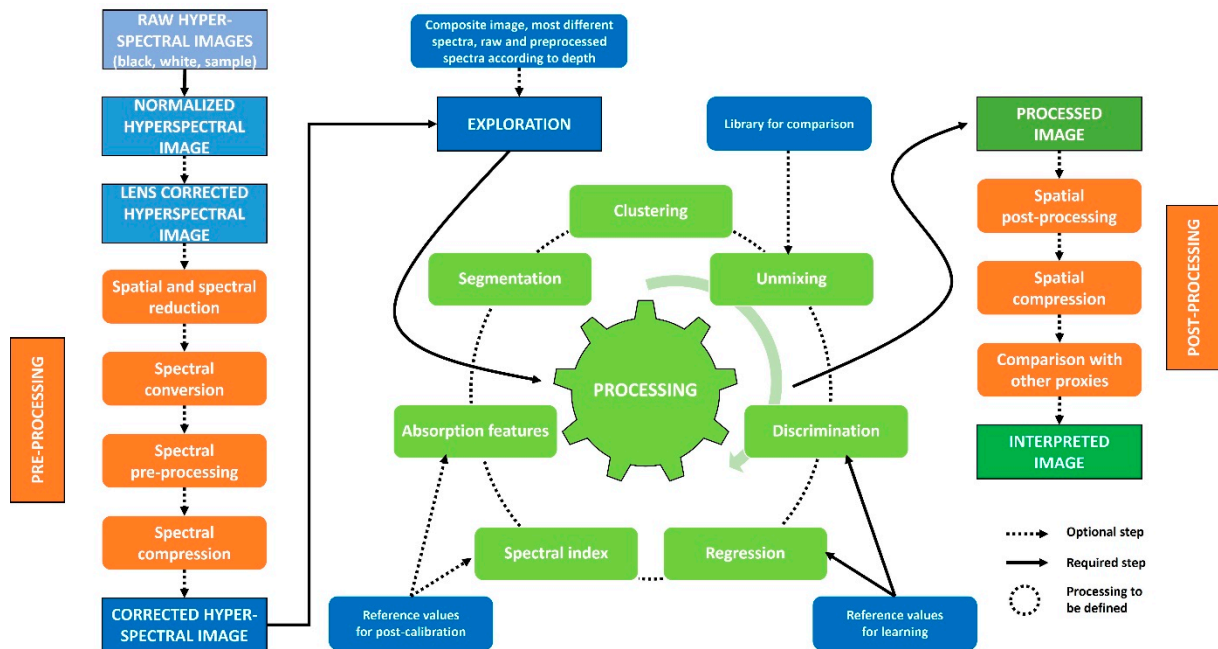 RAW HYPER-
SPECTRAL IMAGES
(black, white, sample)
NORMALIZED
HYPERSPECTRAL
IMAGE
LENS CORRECTED
HYPERSPECTRAL
IMAGE
Spatial and spectral
reduction
Spectral
conversion
Spectral
pre-processing
Spectral
compression
CORRECTED HYPER-
SPECTRAL IMAGE
PRE-PROCESSING
Composite image, most different
spectra, raw and preprocessed
spectra according to depth
EXPLORATION
Library for comparison
Clustering
Segmentation
Unmixing
PROCESSING
Absorption features
Discrimination
Spectral index
Regression
Reference values
for post-calibration
Reference values
for learning
PROCESSED
IMAGE
Spatial
post-processing
Spatial
compression
Comparison with
other proxies
INTERPRETED
IMAGE
POST-PROCESSING
Optional step
Required step
Processing to
be defined